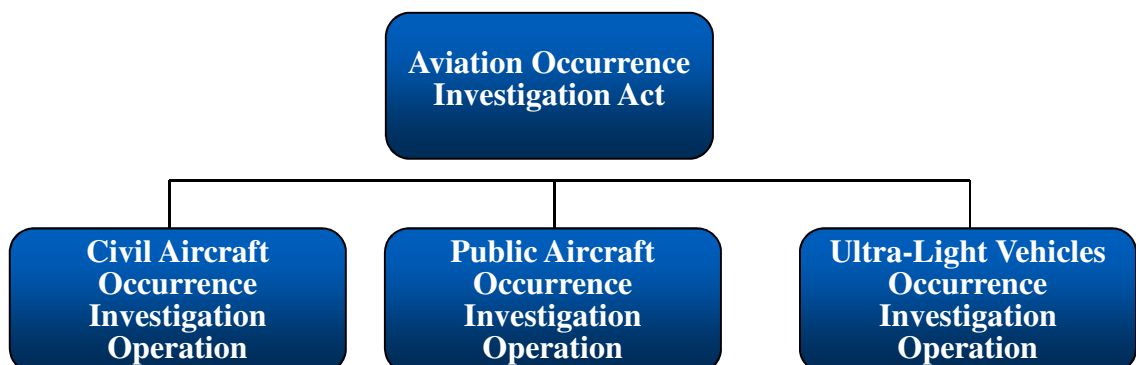 Aviation Occurrence
Investigation Act
Civil Aircraft
Occurrence
Investigation
Operation
Public Aircraft
Occurrence
Investigation
Operation
Ultra-Light Vehicles
Occurrence
Investigation
Operation